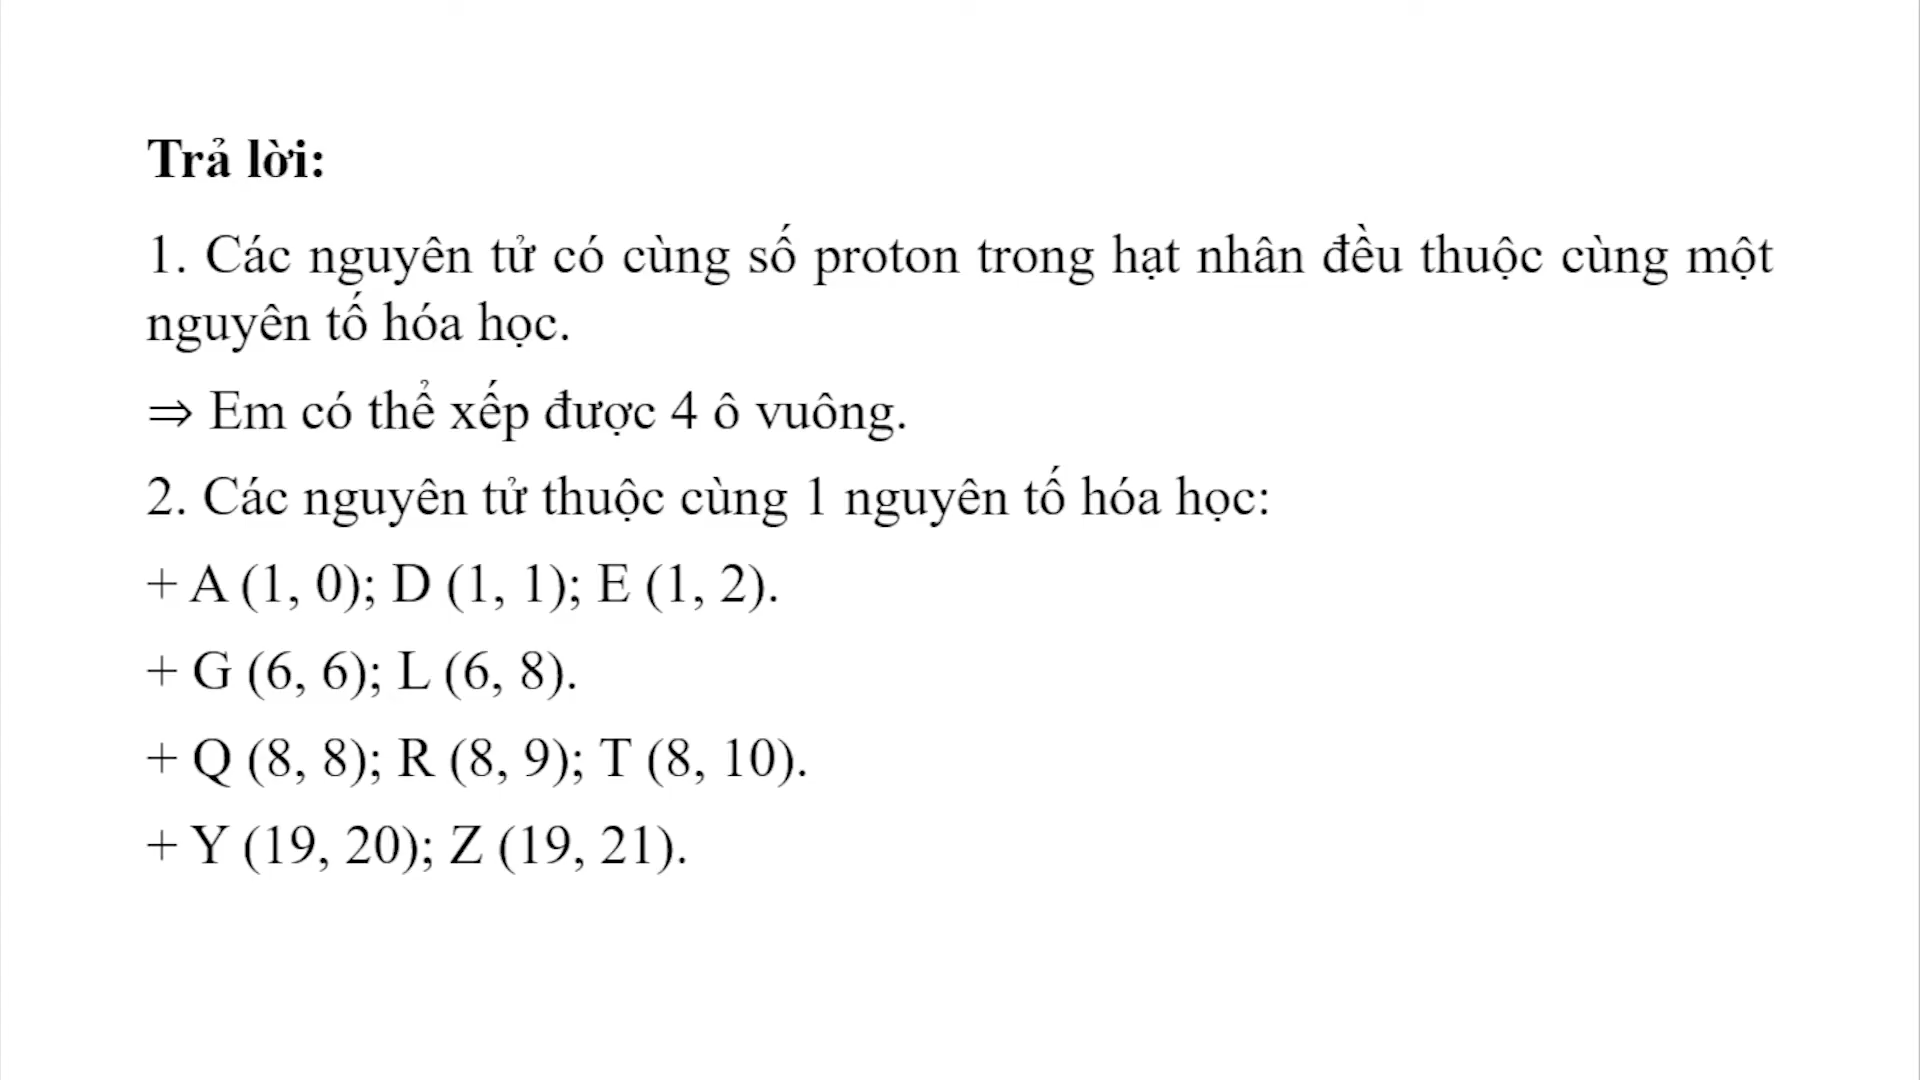 Trả lời:
1. Các nguyên tử có cùng số proton trong hạt nhân đều thuộc cùng một
nguyên tố hóa học.
⇒ Em có thể xếp được 4 ô vuông.
2. Các nguyên tử thuộc cùng 1 nguyên tố hóa học:
+ A (1, 0); D (1, 1); E (1, 2).
+ G (6, 6); L (6, 8).
+ Q (8, 8); R (8, 9); T (8, 10).
+ Y (19, 20); Z (19, 21).